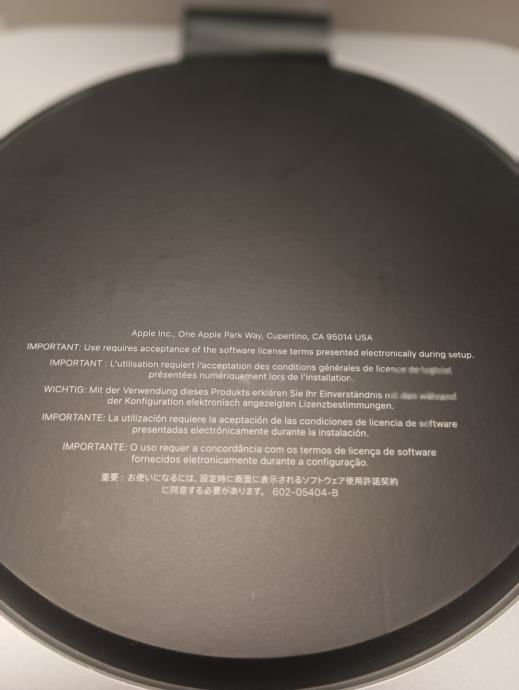 Apple Inc., One Apple Park Way, Cupertino, CA 95014 USA
IMPORTANT: Use requires acceptance of the software license terms presented electronically during setup.
IMPORTANT : L'utilisation requiert l'acceptation des conditions générales de licence
présentées numériquement lors de l'installation.
WICHTIG: Mit der Verwendung dieses Produkts erklären Sie Ihr Einverständnis
der Konfiguration elektronisch angezeigten Lizenzbestimmungen.
IMPORTANTE: La utilización requiere la aceptación de las condiciones de licencia de software
presentadas electrónicamente durante la instalación.
IMPORTANTE: O uso requer a concordância com os termos de licença de software
fornecidos eletronicamente durante a configuração.
重要：お使いになるには、設定時に画面に表示されるソフトウェア使用許諾契約
に同意する必要があります。 602-05404-B